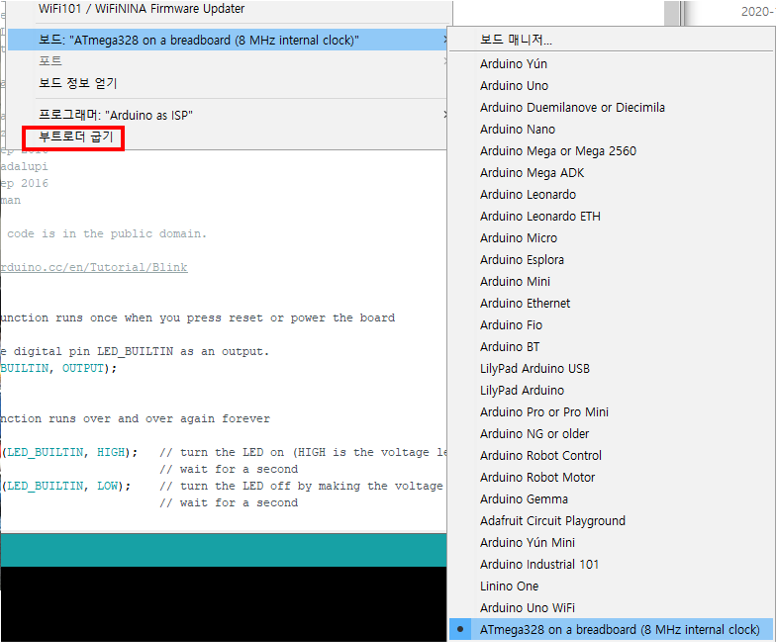 WiFi101 / WiFiNINA Firmware Updater
보드: "ATmega328 on a breadboard (8 MHz internal clock)"
포트
보드 정보 얻기
프로그래머: "Arduino as ISP"
부트로더 굽기
adalupi
ep 2016
man
code is in the public domain.
rduino.cc/en/Tutorial/Blink
unction runs once when you press reset or power the board
e digital pin LED_BUILTIN as an output.
BUILTIN, OUTPUT);
nction runs over and over again forever
(LED_BUILTIN, HIGH);   // turn the LED on (HIGH is the voltage le
// wait for a second
(LED_BUILTIN, LOW);    // turn the LED off by making the voltage
// wait for a second
2020-
보드 매니저...
Arduino Yún
Arduino Uno
Arduino Duemilanove or Diecimila
Arduino Nano
Arduino Mega or Mega 2560
Arduino Mega ADK
Arduino Leonardo
Arduino Leonardo ETH
Arduino Micro
Arduino Esplora
Arduino Mini
Arduino Ethernet
Arduino Fio
Arduino BT
LilyPad Arduino USB
LilyPad Arduino
Arduino Pro or Pro Mini
Arduino NG or older
Arduino Robot Control
Arduino Robot Motor
Arduino Gemma
Adafruit Circuit Playground
Arduino Yún Mini
Arduino Industrial 101
Linino One
Arduino Uno WiFi
ATmega328 on a breadboard (8 MHz internal clock)